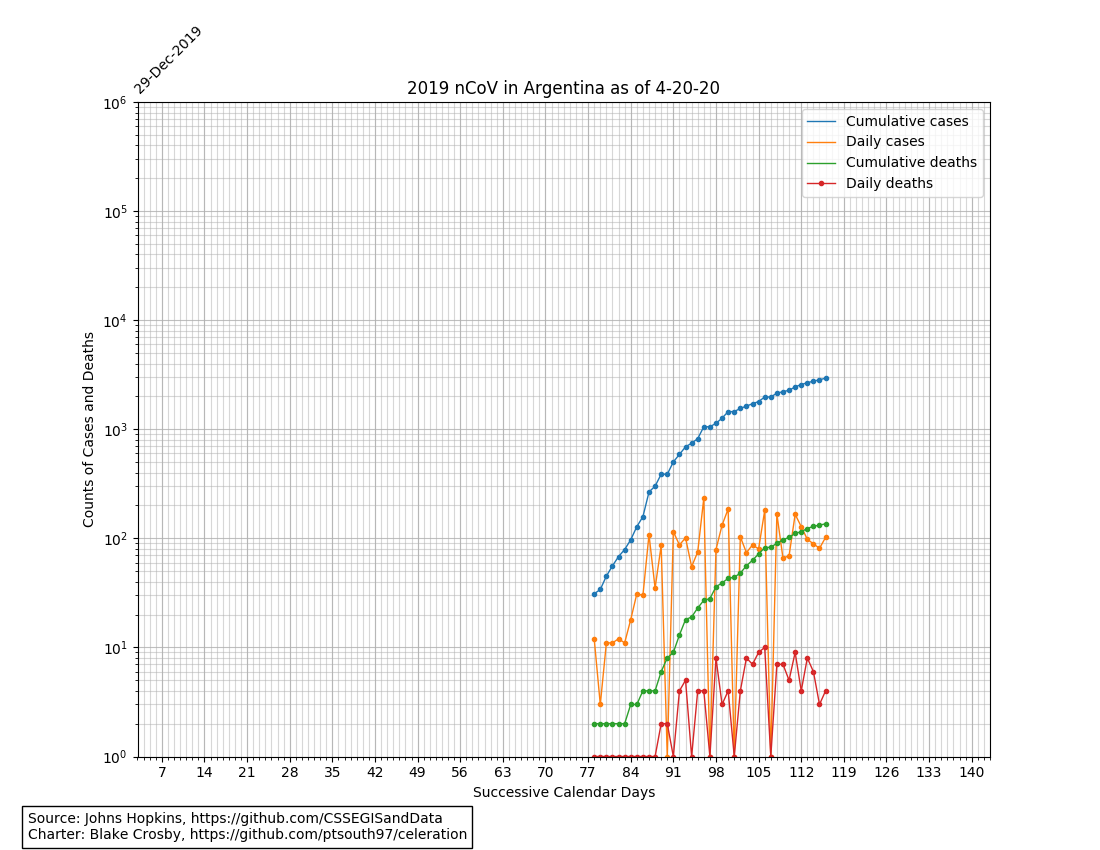 29-Dec-2019
2019 nCoV in Argentina as of 4-20-20
Cumulative cases
Daily cases
Cumulative deaths
Daily deaths
Counts of Cases and Deaths
10^6
10^5
10^4
10^3
10^2
10^1
10^0
7 14 21 28 35 42 49 56 63 70 77 84 91 98 105 112 119 126 133 140
Successive Calendar Days
Source: Johns Hopkins, https://github.com/CSSEGISandData
Charter: Blake Crosby, https://github.com/ptsouth97/celeration